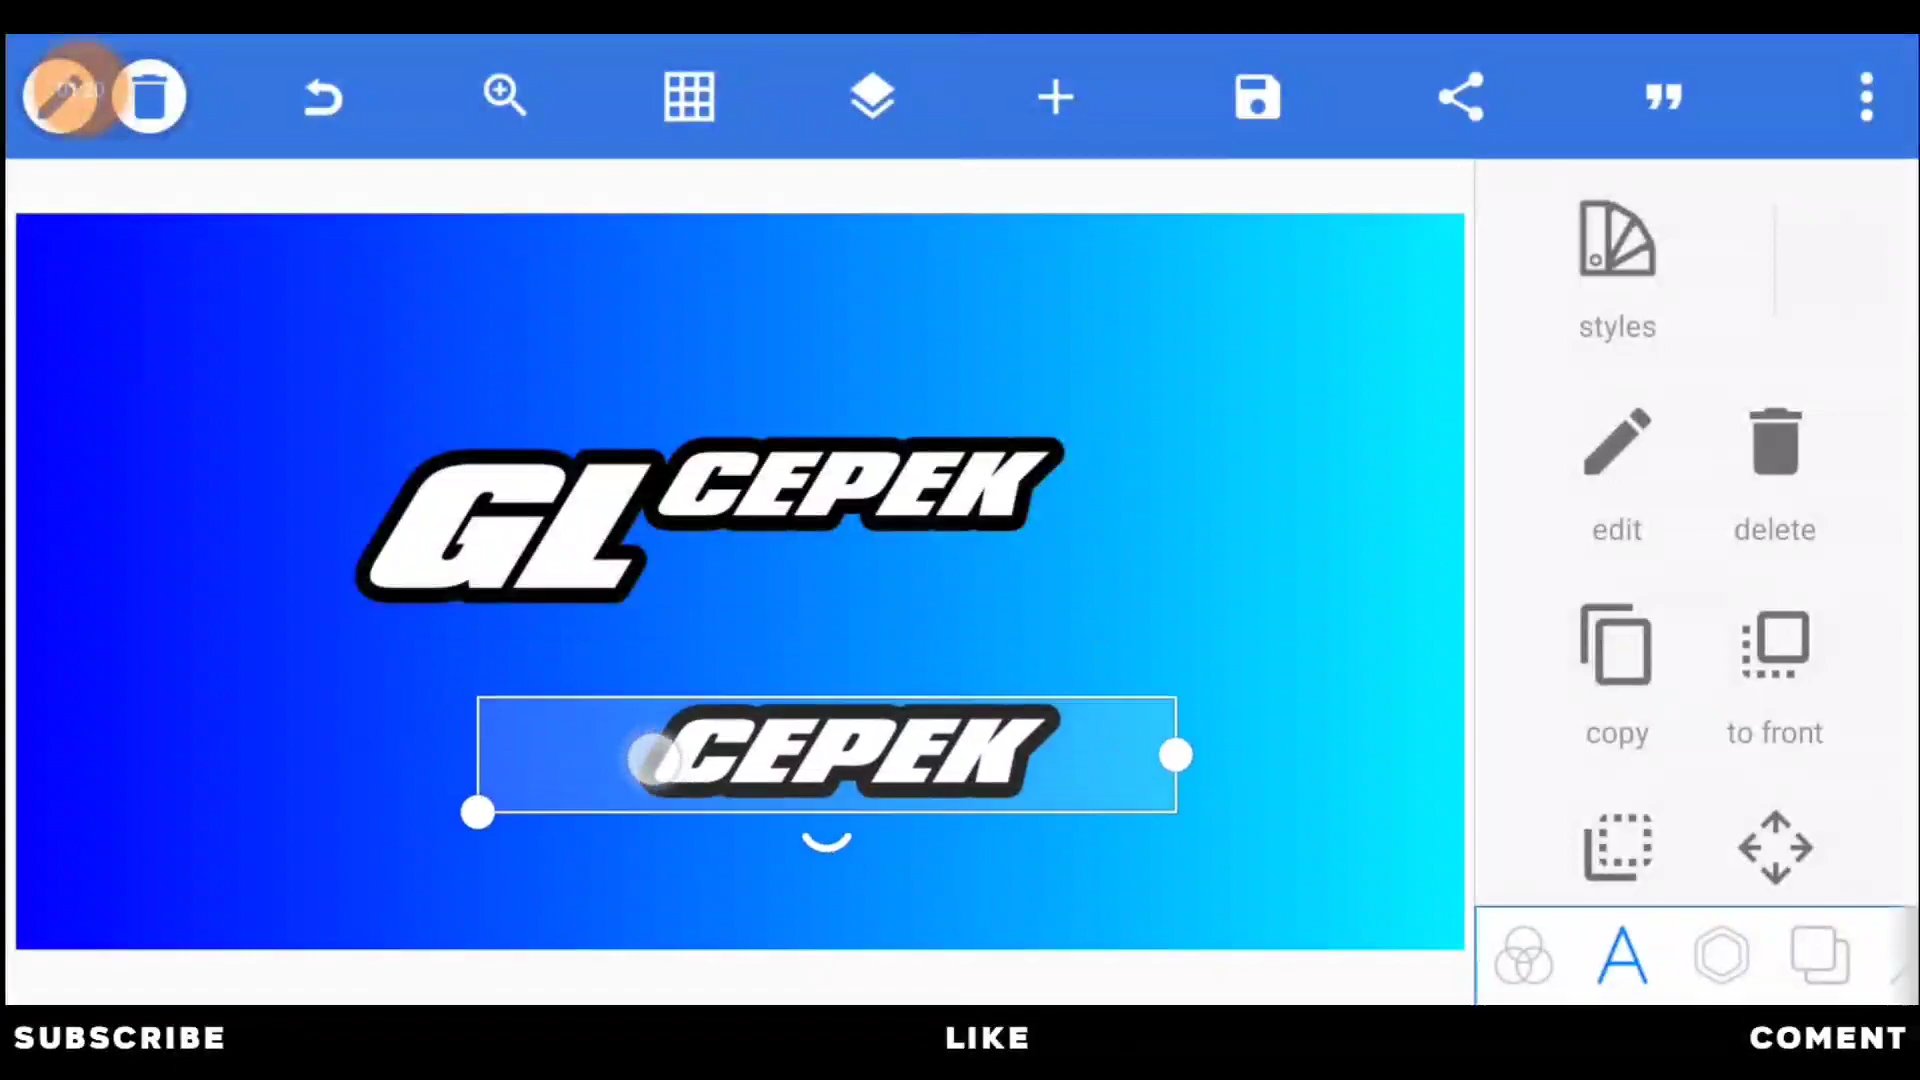 styles
GL CEPEK
edit delete
copy to front
CEPEK
SUBSCRIBE LIKE COMENT